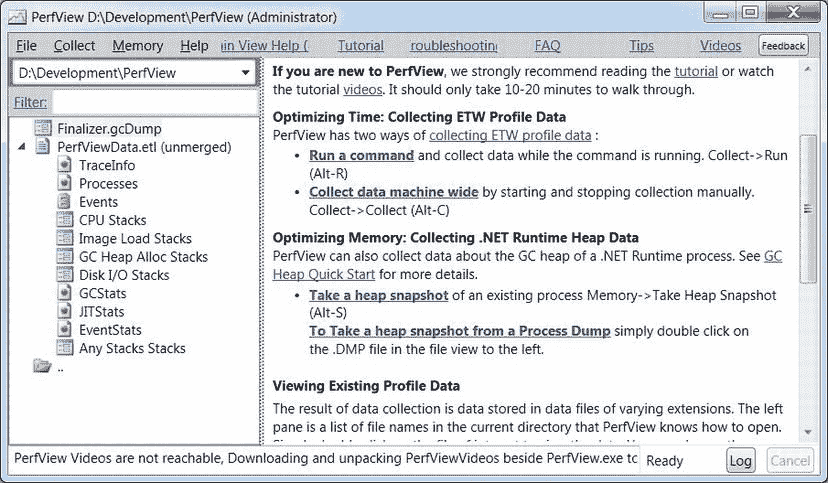 PerfView D:\Development\PerfView (Administrator)
File Collect Memory Help ain View Help ( Tutorial roubleshooting FAQ Tips Videos Feedback
D:\Development\PerfView
Filter:
Finalizer.gcDump
PerfViewData.etl (unmerged)
TraceInfo
Processes
Events
CPU Stacks
Image Load Stacks
GC Heap Alloc Stacks
Disk I/O Stacks
GCStats
JITStats
EventStats
Any Stacks Stacks
..
If you are new to PerfView, we strongly recommend reading the tutorial or watch
the tutorial videos. It should only take 10-20 minutes to walk through.
Optimizing Time: Collecting ETW Profile Data
PerfView has two ways of collecting ETW profile data :
• Run a command and collect data while the command is running. Collect->Run
(Alt-R)
• Collect data machine wide by starting and stopping collection manually.
Collect->Collect (Alt-C)
Optimizing Memory: Collecting .NET Runtime Heap Data
PerfView can also collect data about the GC heap of a .NET Runtime process. See GC
Heap Quick Start for more details.
• Take a heap snapshot of an existing process Memory->Take Heap Snapshot
(Alt-S)
To Take a heap snapshot from a Process Dump simply double click on
the .DMP file in the file view to the left.
Viewing Existing Profile Data
The result of data collection is data stored in data files of varying extensions. The left
pane is a list of file names in the current directory that PerfView knows how to open.
PerfView Videos are not reachable, Downloading and unpacking PerfViewVideos beside PerfView.exe tc
Ready Log Cancel